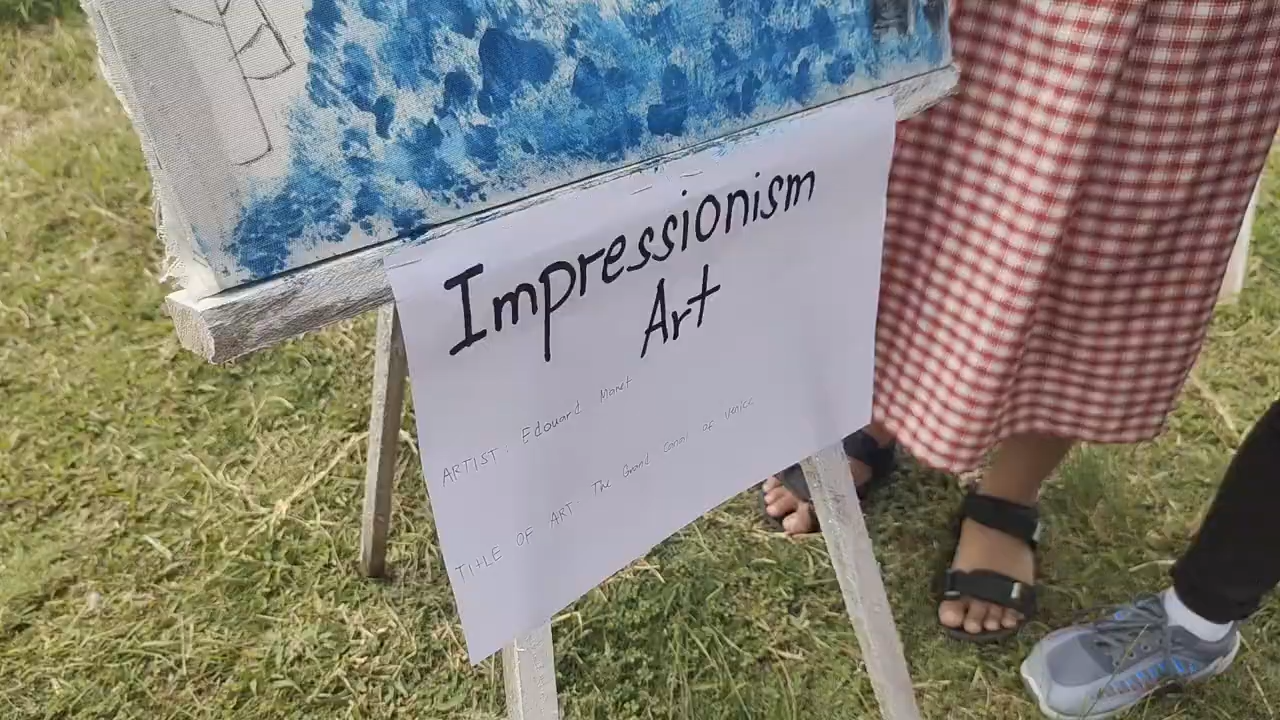 Impressionism
Art
ARTIST: Edouard Manet
TITLE OF ART: The Grand Canal of Venice